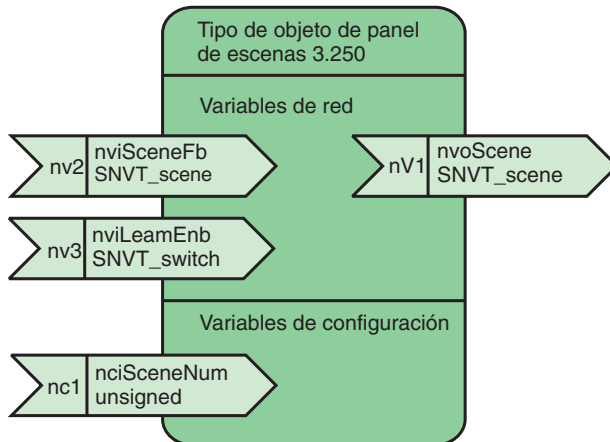 Tipo de objeto de panel
de escenas 3.250
Variables de red
nv2
nviSceneFb
SNVT_scene
nV1
nvoScene
SNVT_scene
nv3
nviLeamEnb
SNVT_switch
Variables de configuración
nc1
nciSceneNum
unsigned